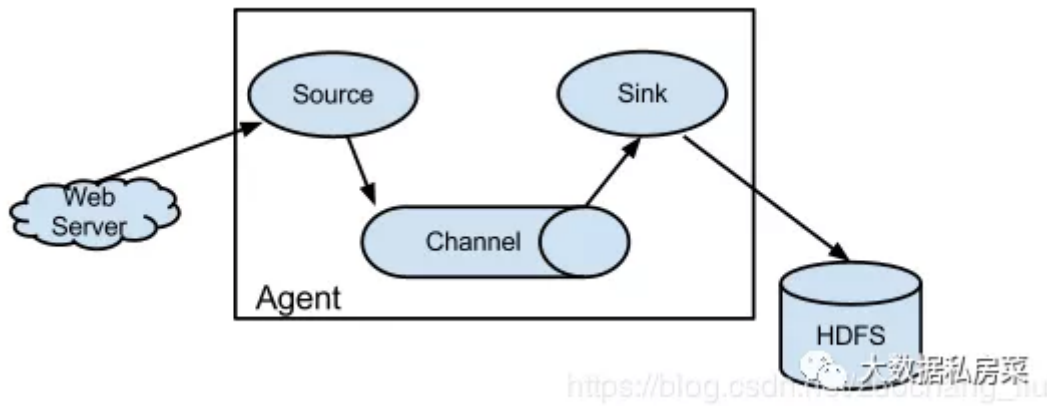 Source
Sink
Web
Server
Channel
Agent
HDFS
大数据私房菜